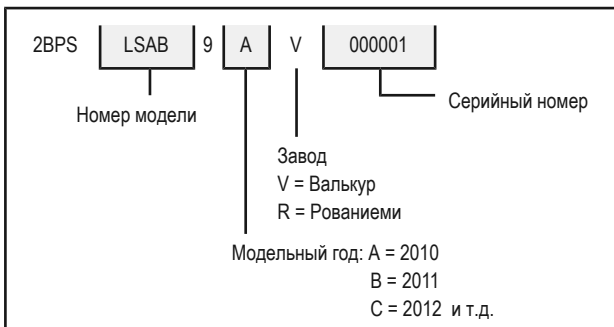 2BPS LSAB 9 A V 000001
Номер модели
Серийный номер
Завод
V = Валькур
R = Рованиеми
Модельный год: A = 2010
B = 2011
C = 2012 и т.д.